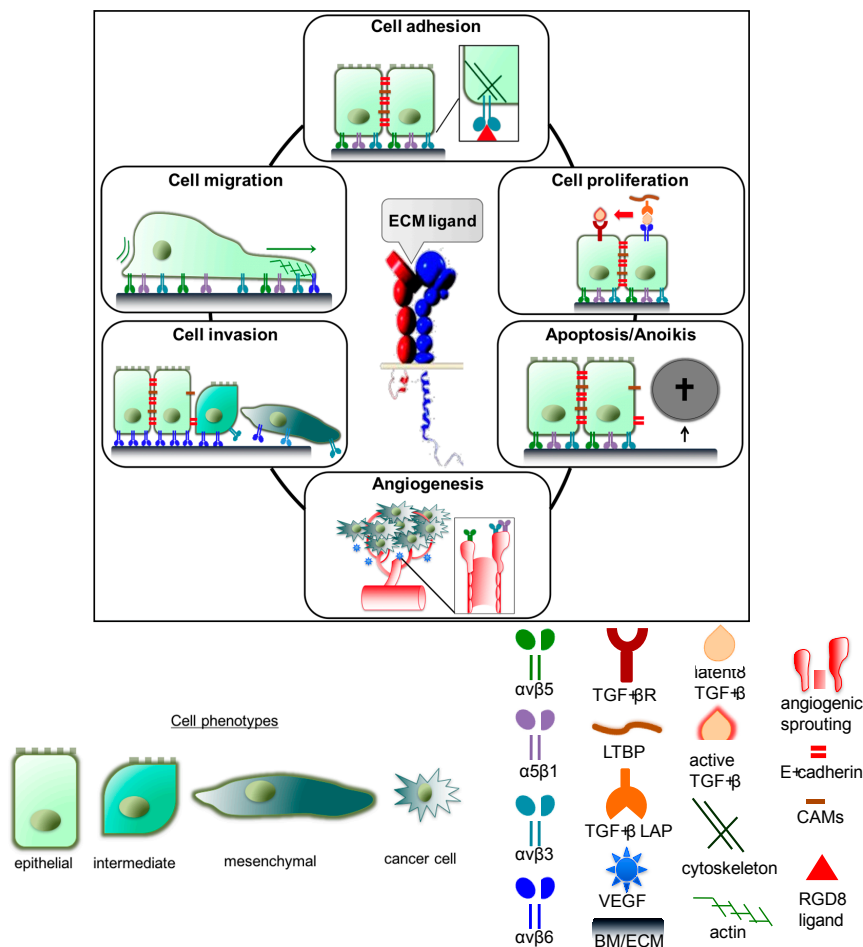 Cell adhesion
Cell migration
Cell proliferation
ECM ligand
Cell invasion
Apoptosis/Anoikis
Angiogenesis
Cell phenotypes
epithelial
intermediate
mesenchymal
cancer cell
αvβ5
α5β1
αvβ3
αvβ6
TGF+βR
LTBP
TGF+β LAP
VEGF
BM/ECM
latent8
TGF+β
active
TGF+β
cytoskeleton
actin
angiogenic
sprouting
E+cadherin
CAMs
RGD8
ligand